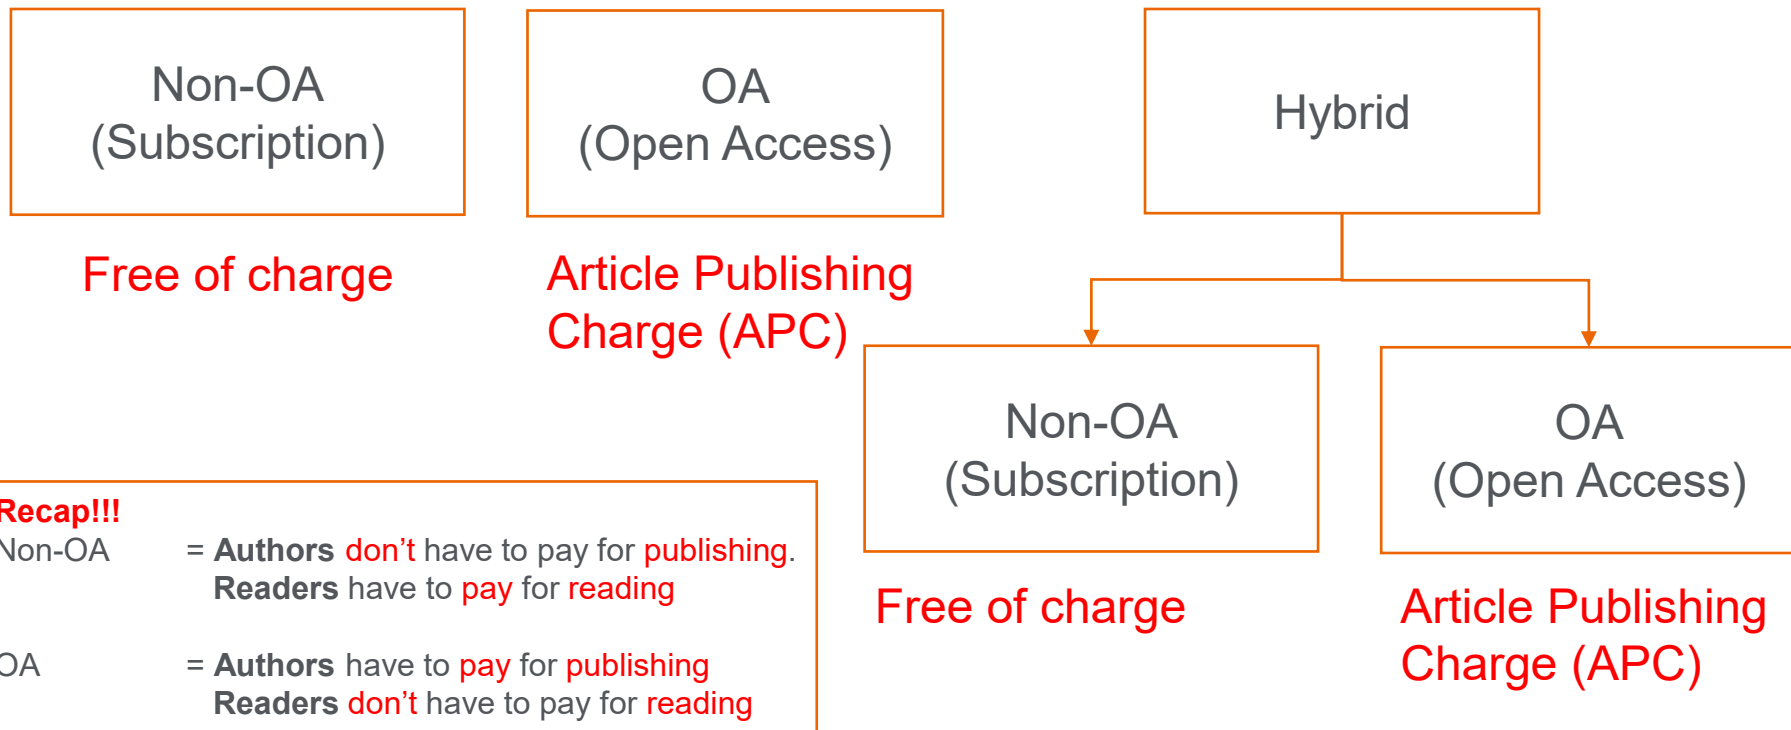 Non-OA
(Subscription)
Free of charge
OA
(Open Access)
Article Publishing
Charge (APC)
Hybrid
Non-OA
(Subscription)
Free of charge
OA
(Open Access)
Article Publishing
Charge (APC)
Recap!!!
Non-OA = Authors don’t have to pay for publishing.
Readers have to pay for reading
OA = Authors have to pay for publishing
Readers don’t have to pay for reading